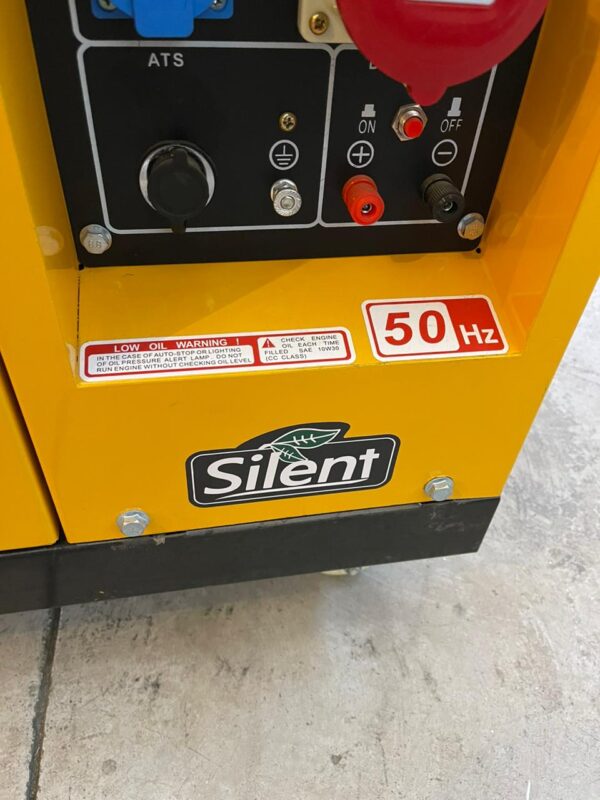 ATS
ON
OFF
+
−
LOW OIL WARNING !
IN THE CASE OF AUTO-STOP OR LIGHTING
OF OIL PRESSURE ALERT LAMP . DO NOT
RUN ENGINE WITHOUT CHECKING OIL LEVEL
CHECK ENGINE
OIL EACH TIME
FILLED SAE 10W30
(CC CLASS)
50 Hz
Silent